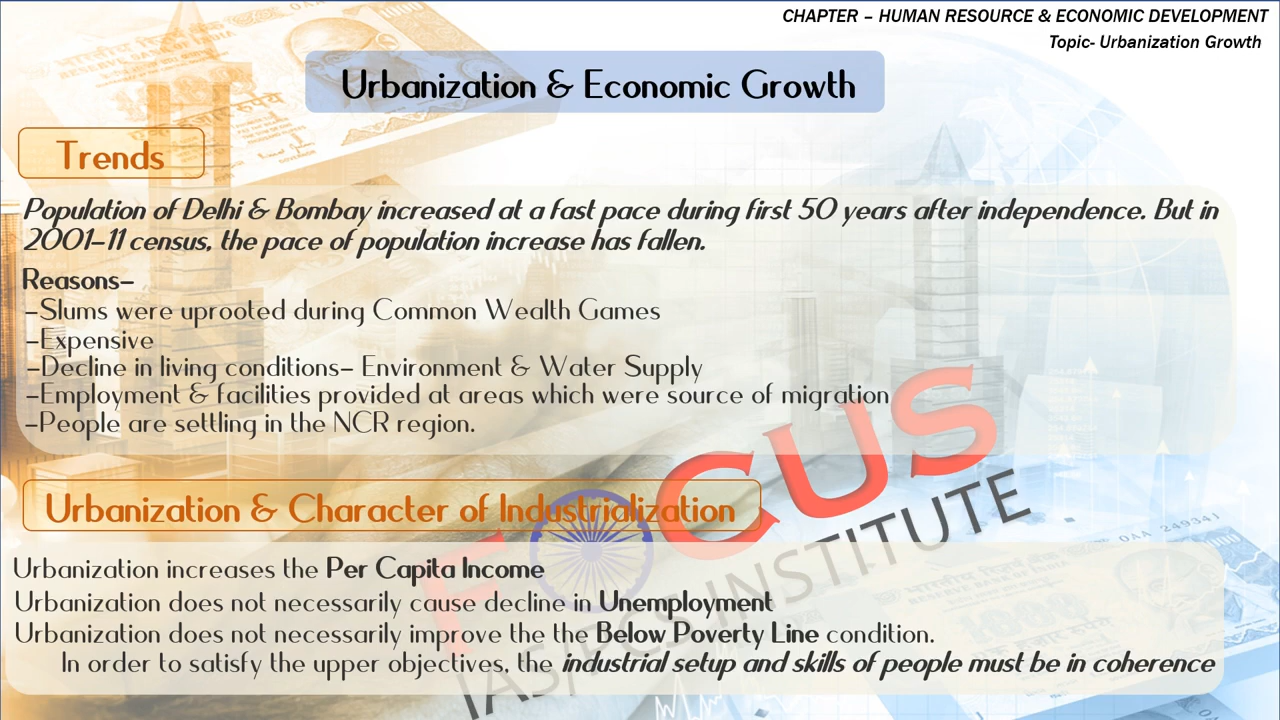 CHAPTER – HUMAN RESOURCE & ECONOMIC DEVELOPMENT
Topic- Urbanization Growth
Urbanization & Economic Growth
Trends
Population of Delhi & Bombay increased at a fast pace during first 50 years after independence. But in
2001-11 census, the pace of population increase has fallen.
Reasons-
-Slums were uprooted during Common Wealth Games
-Expensive
-Decline in living conditions- Environment & Water Supply
-Employment & facilities provided at areas which were source of migration
-People are settling in the NCR region.
Urbanization & Character of Industrialization
Urbanization increases the Per Capita Income
Urbanization does not necessarily cause decline in Unemployment
Urbanization does not necessarily improve the the Below Poverty Line condition.
In order to satisfy the upper objectives, the industrial setup and skills of people must be in coherence
F CUS
IAS/PCS INSTITUTE
OAA 249341